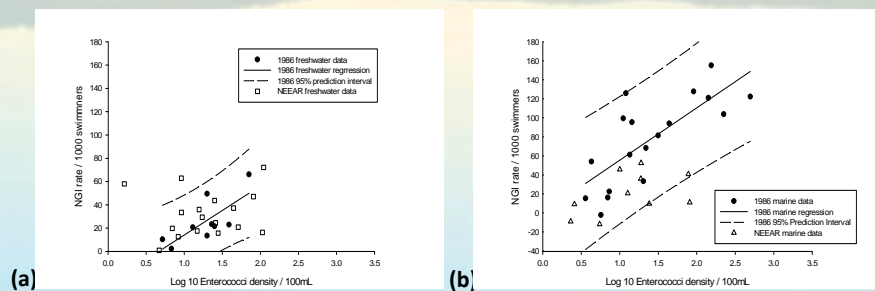 180
160
140
120
100
80
60
40
20
0
NGI rate / 1000 swimmners
1986 freshwater data
1986 freshwater regrression
1986 95% prediction interval
NEEAR freshwater data
0.0 0.5 1.0 1.5 2.0 2.5 3.0 3.5
Log 10 Enterococci density / 100mL
(a)
180
160
140
120
100
80
60
40
20
0
-20
-40
NGI rate / 1000 swimmers
1986 marine data
1986 marine regression
1986 95% Prediction Interval
NEEAR marine data
0.0 0.5 1.0 1.5 2.0 2.5 3.0 3.5
Log 10 Enterococci density / 100mL
(b)